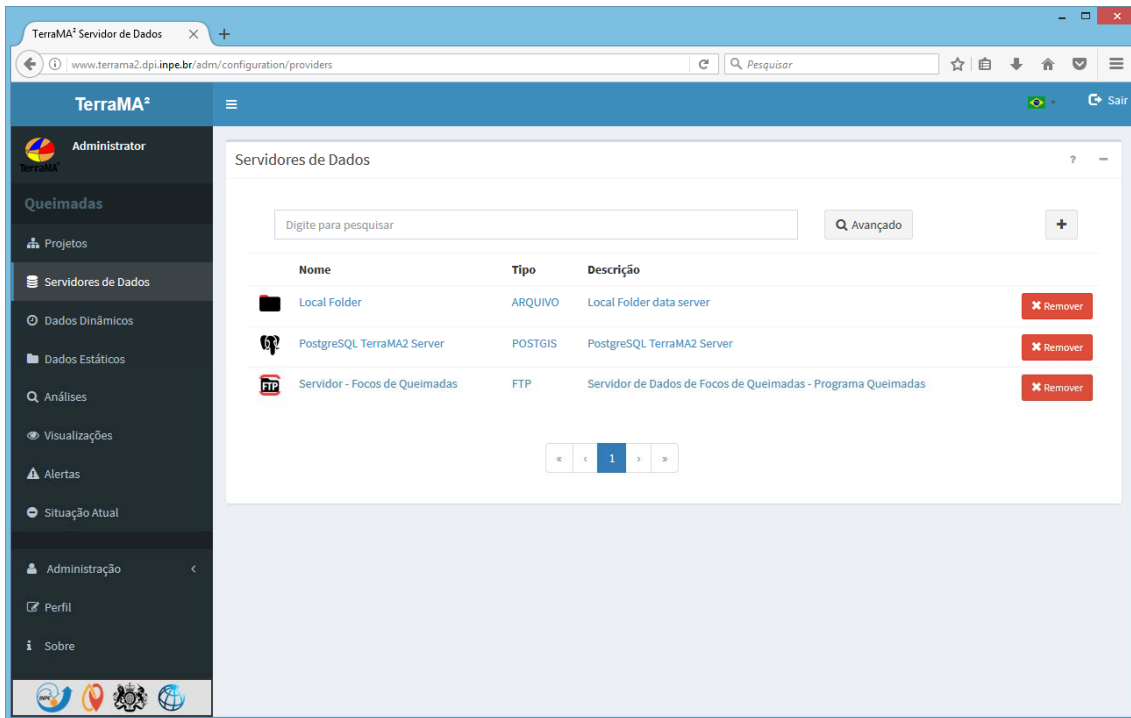 TerraMA² Servidor de Dados
www.terrama2.dpi.inpe.br/adm/configuration/providers
Pesquisar
TerraMA²
Sair
TerraMA²
Administrator
Queimadas
Projetos
Servidores de Dados
Dados Dinâmicos
Dados Estáticos
Análises
Visualizações
Alertas
Situação Atual
Administração
Perfil
Sobre
INPE
Servidores de Dados
?
Digite para pesquisar
Avançado
Nome Tipo Descrição
Local Folder ARQUIVO Local Folder data server Remover
PostgreSQL TerraMA2 Server POSTGIS PostgreSQL TerraMA2 Server Remover
FTP Servidor - Focos de Queimadas FTP Servidor de Dados de Focos de Queimadas - Programa Queimadas Remover
« ‹ 1 › »